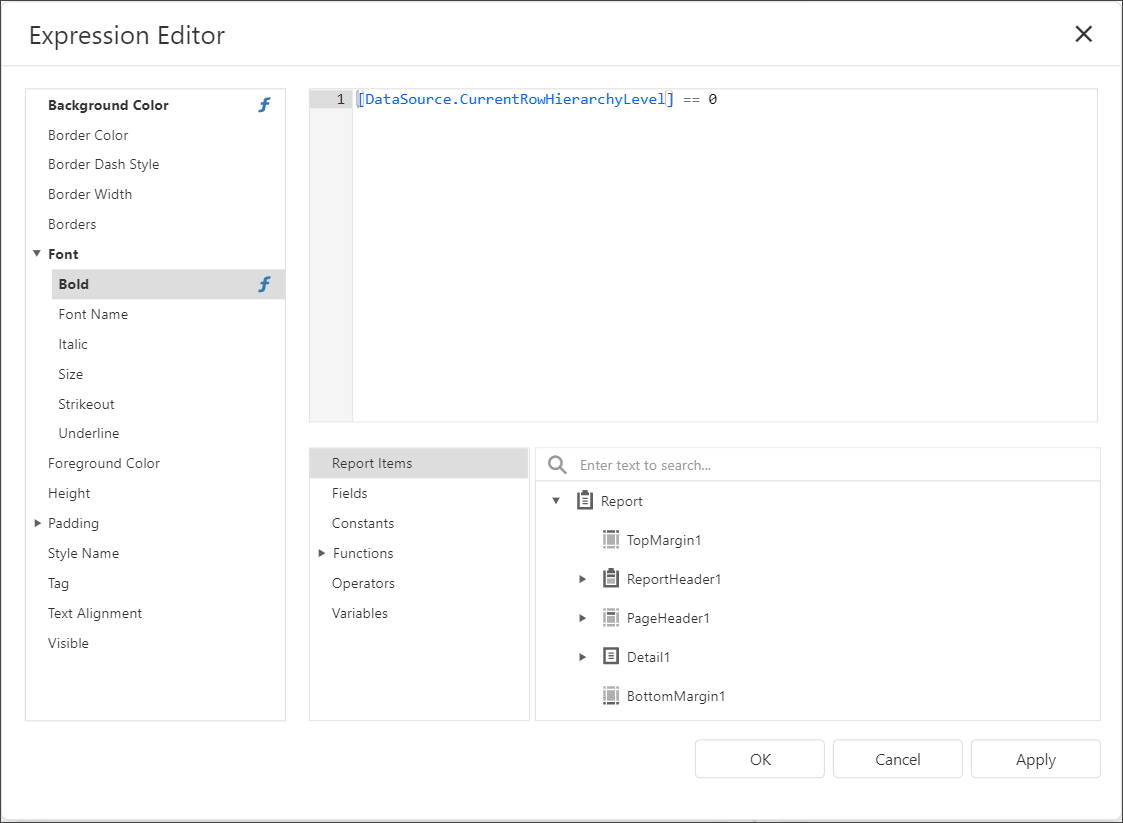 Expression Editor
Background Color
Border Color
Border Dash Style
Border Width
Borders
Font
Bold
Font Name
Italic
Size
Strikeout
Underline
Foreground Color
Height
Padding
Style Name
Tag
Text Alignment
Visible
1 [DataSource.CurrentRowHierarchyLevel] == 0
Report Items
Fields
Constants
Functions
Operators
Variables
Enter text to search...
Report
TopMargin1
ReportHeader1
PageHeader1
Detail1
BottomMargin1
OK Cancel Apply